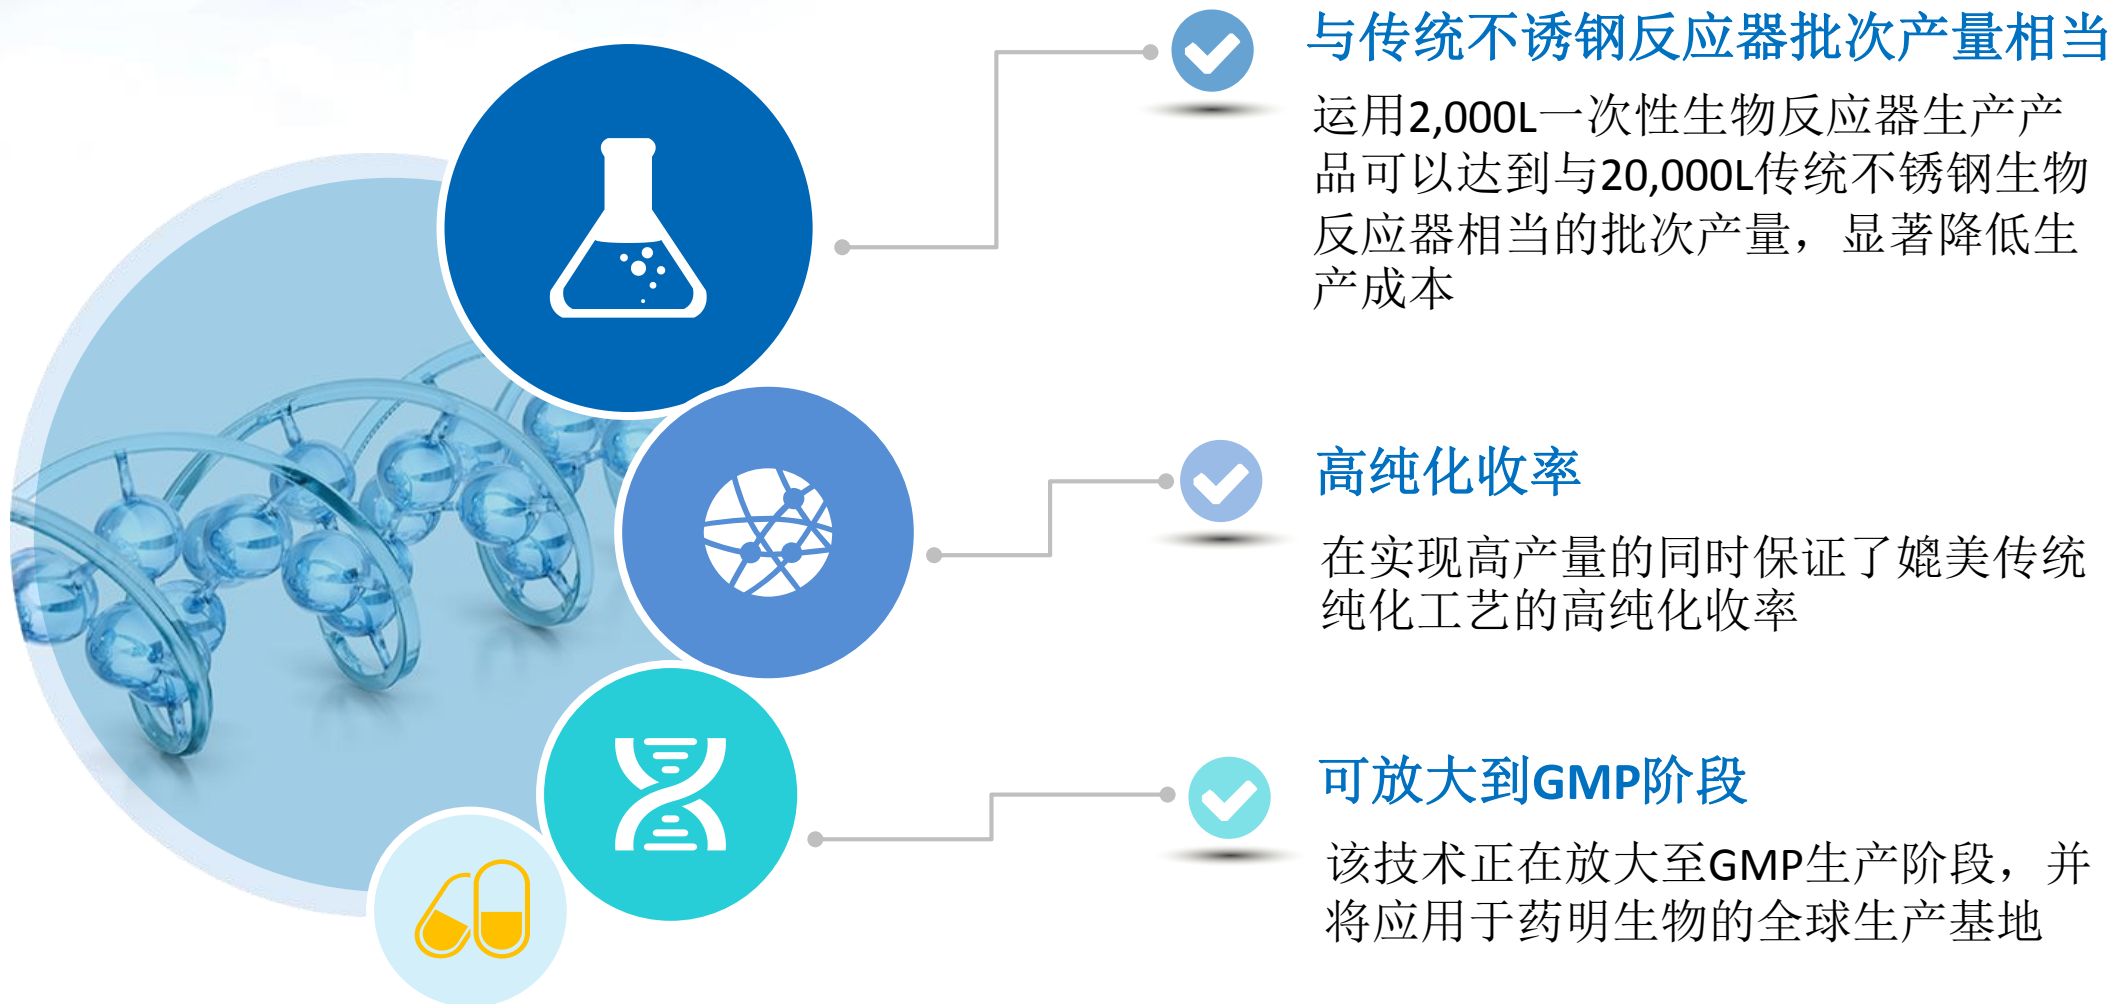 与传统不诱钢反应器批次产量相当
运用2,000L一次性生物反应器生产产
品可以达到与20,000L传统不锈钢生物
反应器相当的批次产量，显著降低生
产成本
高纯化收率
在实现高产量的同时保证了媲美传统
纯化工艺的高纯化收率
可放大到GMP阶段
该技术正在放大至GMP生产阶段，并
将应用于药明生物的全球生产基地